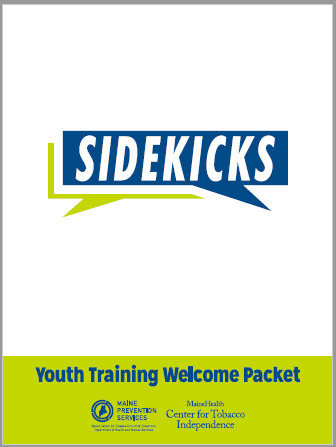 SIDEKICKS
Youth Training Welcome Packet
MAINE
PREVENTION
SERVICES
MaineHealth
Center for Tobacco
Independence